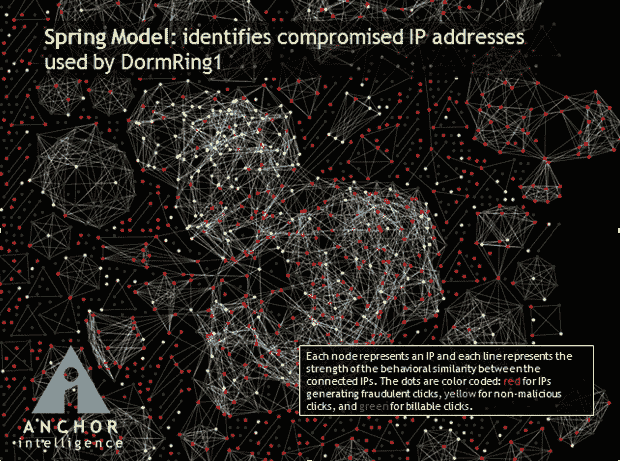 Spring Model: identifies compromised IP addresses
used by DormRing1
Each node represents an IP and each line represents the
strength of the behavioral similarity between the
connected IPs. The dots are color coded: red for IPs
generating fraudulent clicks, yellow for non-malicious
clicks, and green for billable clicks.
ANCHOR
intelligence